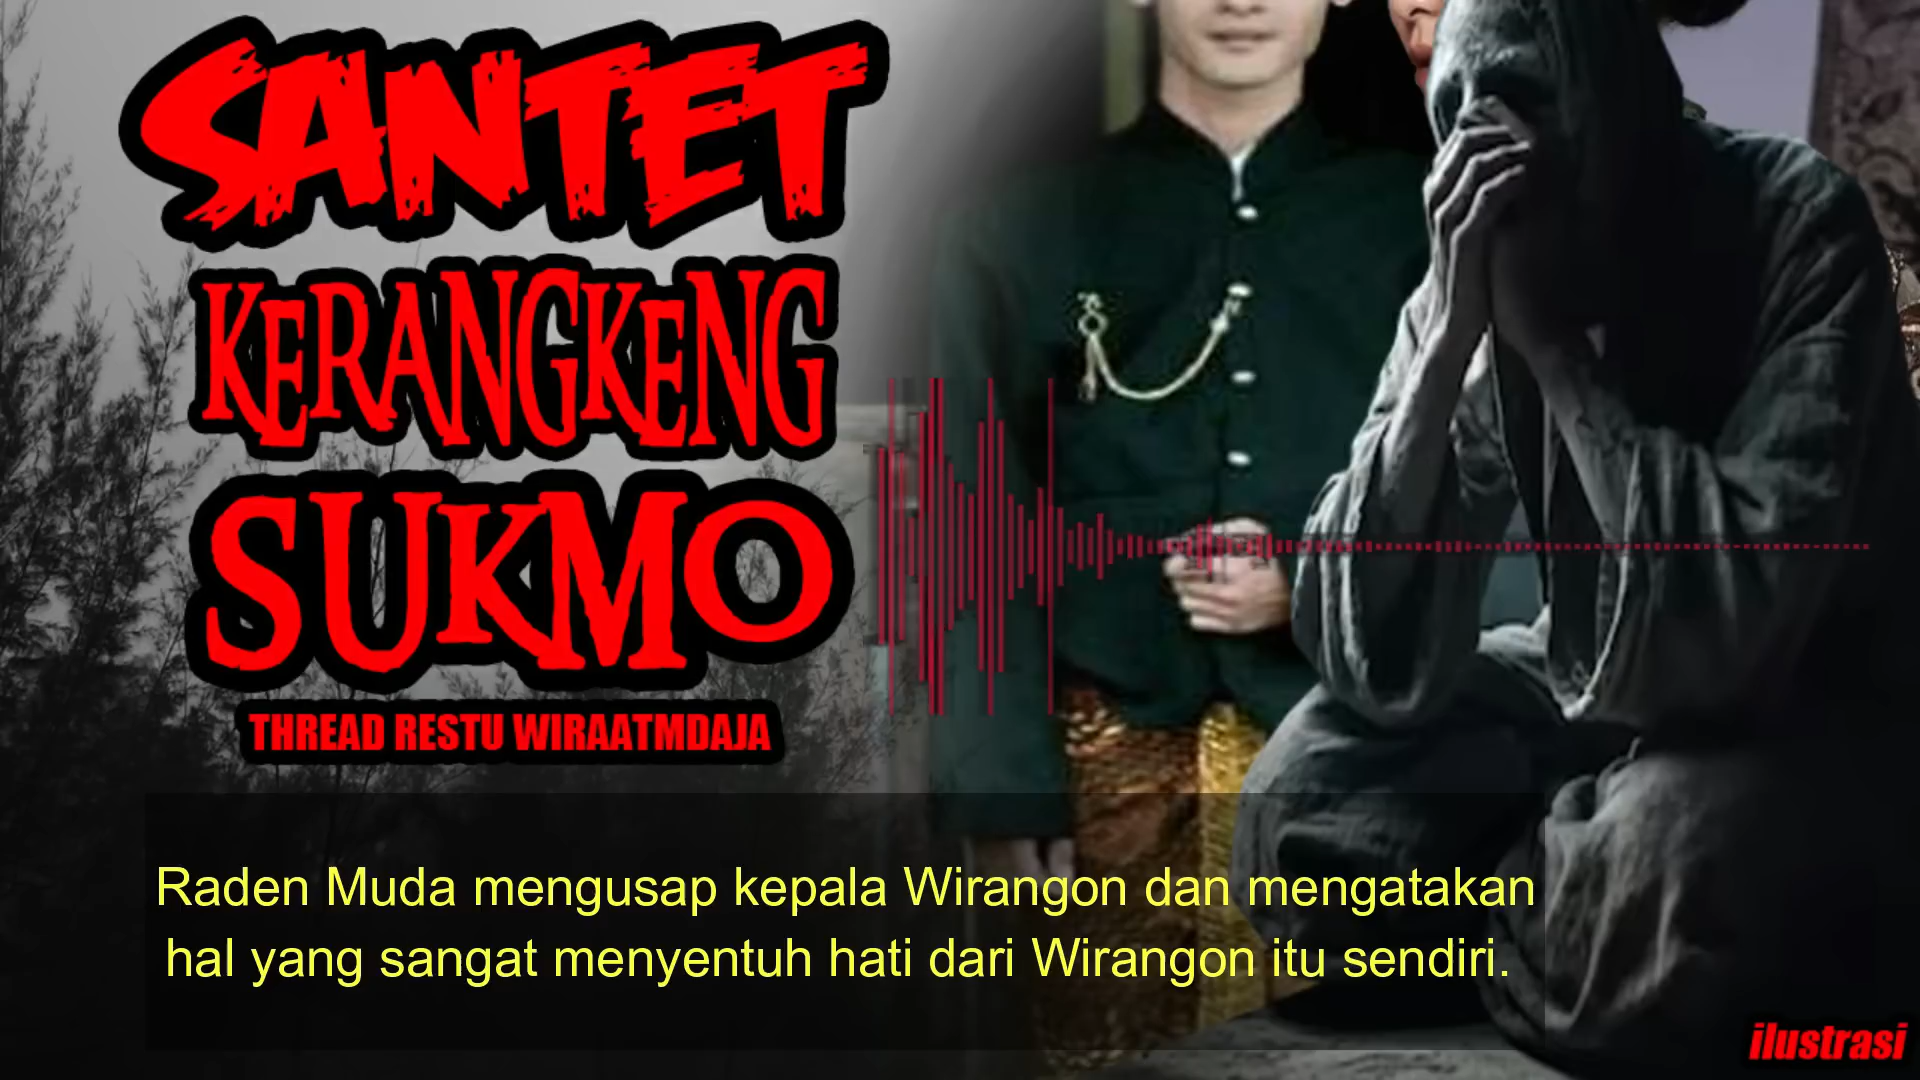 SANTET
KERANGKENG
SUKMO
THREAD RESTU WIRAATMDAJA
Raden Muda mengusap kepala Wirangon dan mengatakan
hal yang sangat menyentuh hati dari Wirangon itu sendiri.
ilustrasi